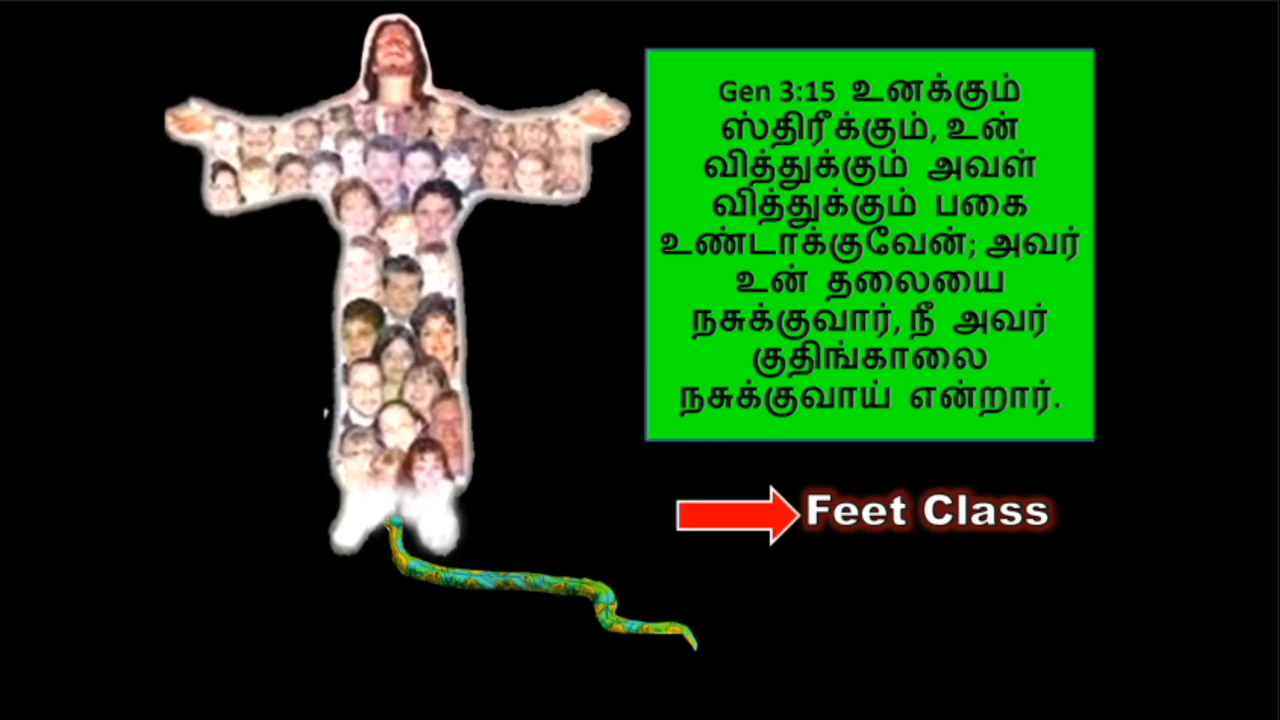 Gen 3:15 உனக்கும்
ஸ்திரீக்கும், உன்
வித்துக்கும் அவள்
வித்துக்கும் பகை
உண்டாக்குவேன்; அவர்
உன் தலையை
நசுக்குவார், நீ அவர்
குதிங்காலை
நசுக்குவாய் என்றார்.
Feet Class